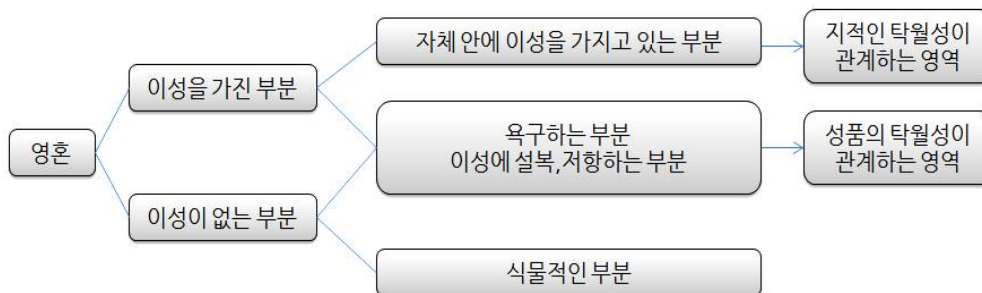 영혼
이성을 가진 부분
이성이 없는 부분
자체 안에 이성을 가지고 있는 부분
욕구하는 부분
이성에 설복,저항하는 부분
식물적인 부분
지적인 탁월성이
관계하는 영역
성품의 탁월성이
관계하는 영역